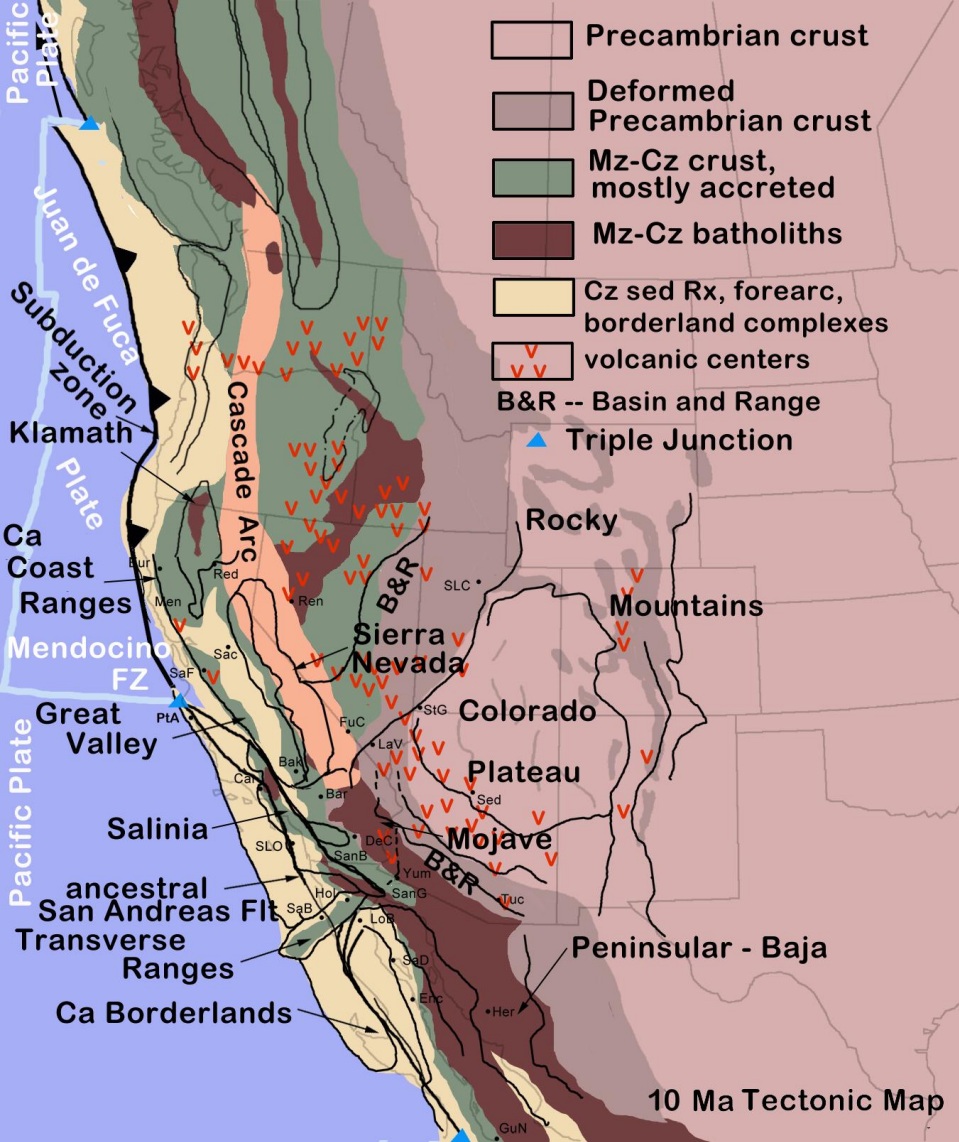 Pacific
Plate
Precambrian crust
Deformed
Precambrian crust
Mz-Cz crust,
mostly accreted
Mz-Cz batholiths
Cz sed Rx, forearc,
borderland complexes
volcanic centers
B&R -- Basin and Range
Triple Junction
Juan de Fuca
Plate
Subduction
zone
Klamath
Cascade Arc
Ca
Coast
Ranges
Eur
Red
Men
Ren
B&R
SLC
Rocky
Mountains
Mendocino
FZ
Sac
SaF
Sierra
Nevada
PtA
Great
Valley
FuC
StG
Colorado
Plateau
LaV
Bak
Car
Bar
Sed
Pacific Plate
Salinia
SLO
SanB
DeC
Mojave
B&R
Yum
SanG
Tuc
ancestral
San Andreas Flt
Hol
SaB
LoB
Transverse
Ranges
SaD
Enc
Her
Peninsular - Baja
Ca Borderlands
10 Ma Tectonic Map
GuN